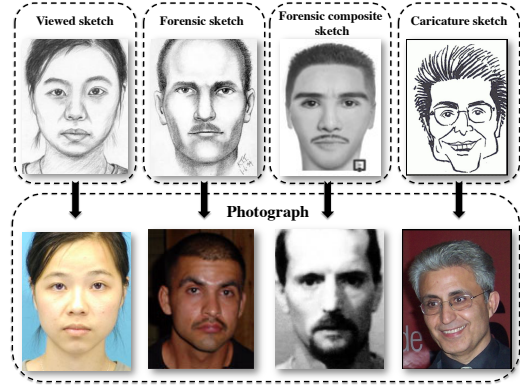 Viewed sketch
Forensic sketch
Forensic composite
sketch
Caricature sketch
Photograph